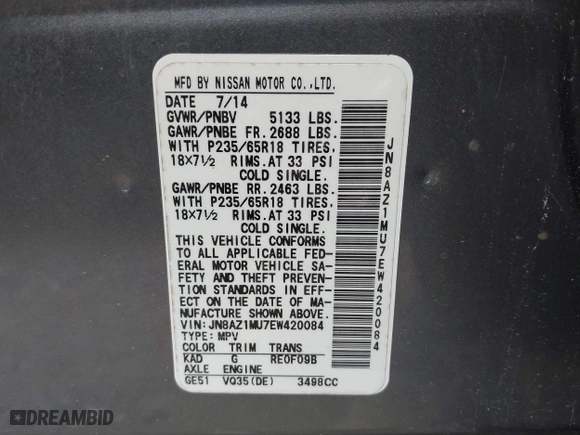 MFD BY NISSAN MOTOR CO.,LTD.
DATE 7/14
GVWR/PNBV 5133 LBS.
GAWR/PNBE FR. 2688 LBS.
WITH P235/65R18 TIRES,
18×7½ RIMS.AT 33 PSI
COLD SINGLE.
GAWR/PNBE RR. 2463 LBS.
WITH P235/65R18 TIRES,
18×7½ RIMS.AT 33 PSI
COLD SINGLE.
THIS VEHICLE CONFORMS
TO ALL APPLICABLE FED-
ERAL MOTOR VEHICLE SA-
FETY AND THEFT PREVEN-
TION STANDARDS IN EFF-
ECT ON THE DATE OF MA-
NUFACTURE SHOWN ABOVE.
VIN:JN8AZ1MU7EW420084
TYPE:MPV
COLOR TRIM TRANS
KAD G RE0F09B
AXLE ENGINE
GE51 VQ35(DE) 3498CC
JN8AZ1MU7EW420084
DREAMBID